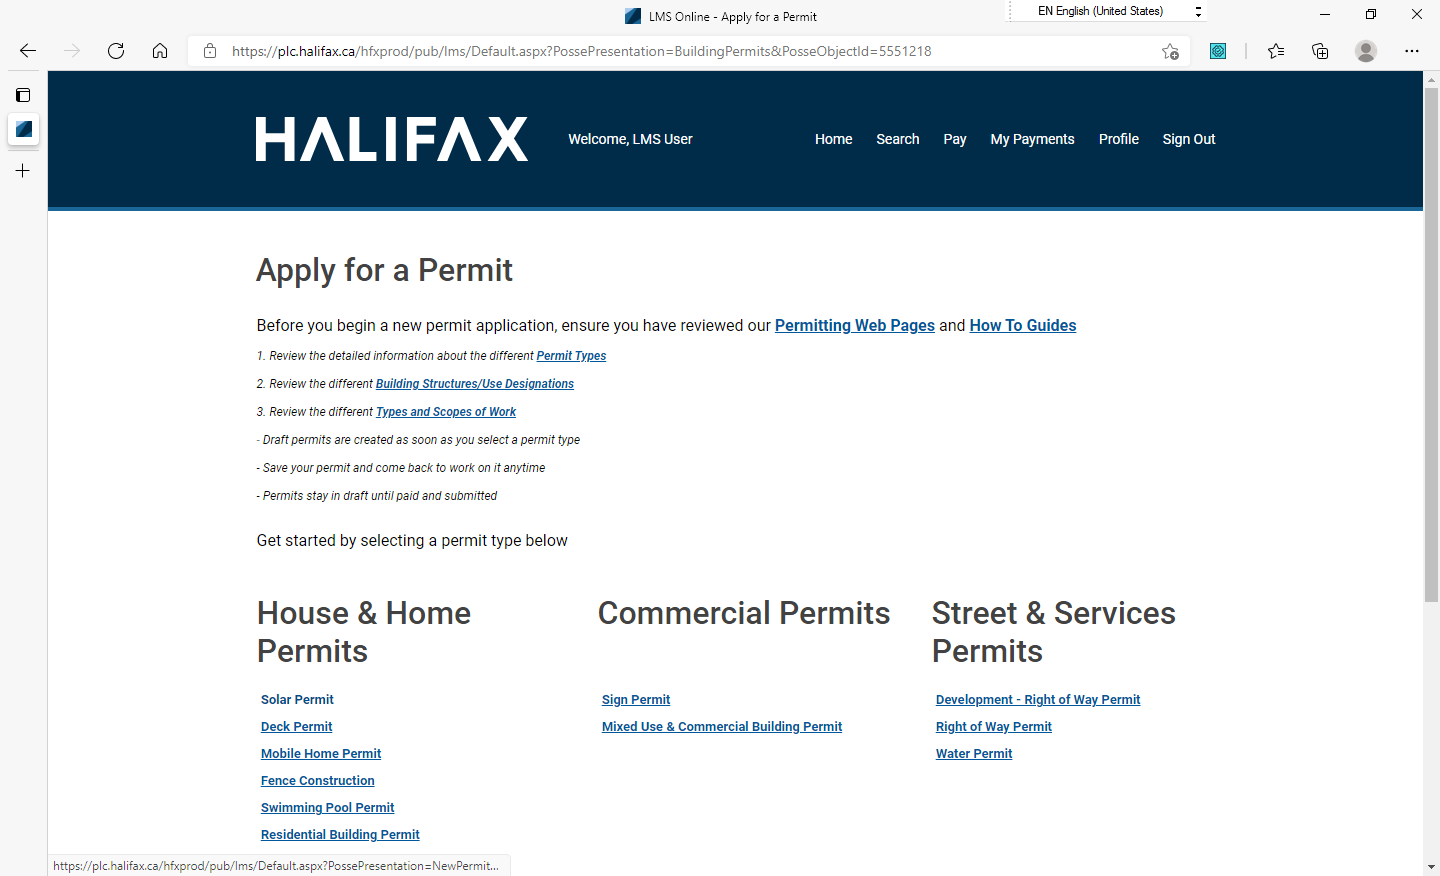 LMS Online - Apply for a Permit
EN English (United States)
https://plc.halifax.ca/hfxprod/pub/lms/Default.aspx?PossePresentation=BuildingPermits&PosseObjectId=5551218
HALIFAX
Welcome, LMS User
Home Search Pay My Payments Profile Sign Out
Apply for a Permit
Before you begin a new permit application, ensure you have reviewed our Permitting Web Pages and How To Guides
1. Review the detailed information about the different Permit Types
2. Review the different Building Structures/Use Designations
3. Review the different Types and Scopes of Work
- Draft permits are created as soon as you select a permit type
- Save your permit and come back to work on it anytime
- Permits stay in draft until paid and submitted
Get started by selecting a permit type below
House & Home
Permits
Solar Permit
Deck Permit
Mobile Home Permit
Fence Construction
Swimming Pool Permit
Residential Building Permit
Commercial Permits
Sign Permit
Mixed Use & Commercial Building Permit
Street & Services
Permits
Development - Right of Way Permit
Right of Way Permit
Water Permit
https://plc.halifax.ca/hfxprod/pub/lms/Default.aspx?PossePresentation=NewPermit...